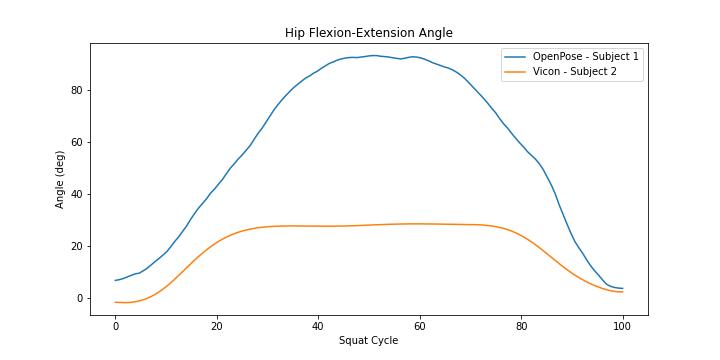 Hip Flexion-Extension Angle
OpenPose - Subject 1
Vicon - Subject 2
Angle (deg)
80
60
40
20
0
0 20 40 60 80 100
Squat Cycle